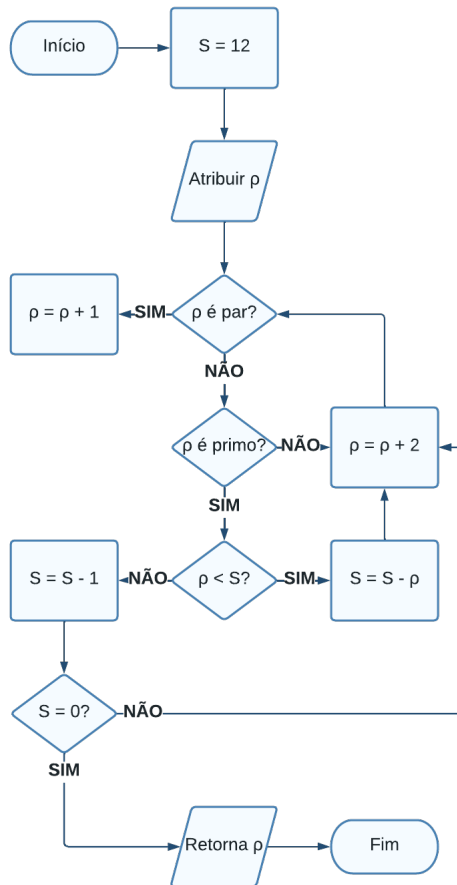 Início
S = 12
Atribuir ρ
ρ é par?
SIM
ρ = ρ + 1
NÃO
ρ é primo?
NÃO
ρ = ρ + 2
SIM
ρ < S?
NÃO
S = S - 1
SIM
S = S - ρ
S = 0?
NÃO
SIM
Retorna ρ
Fim